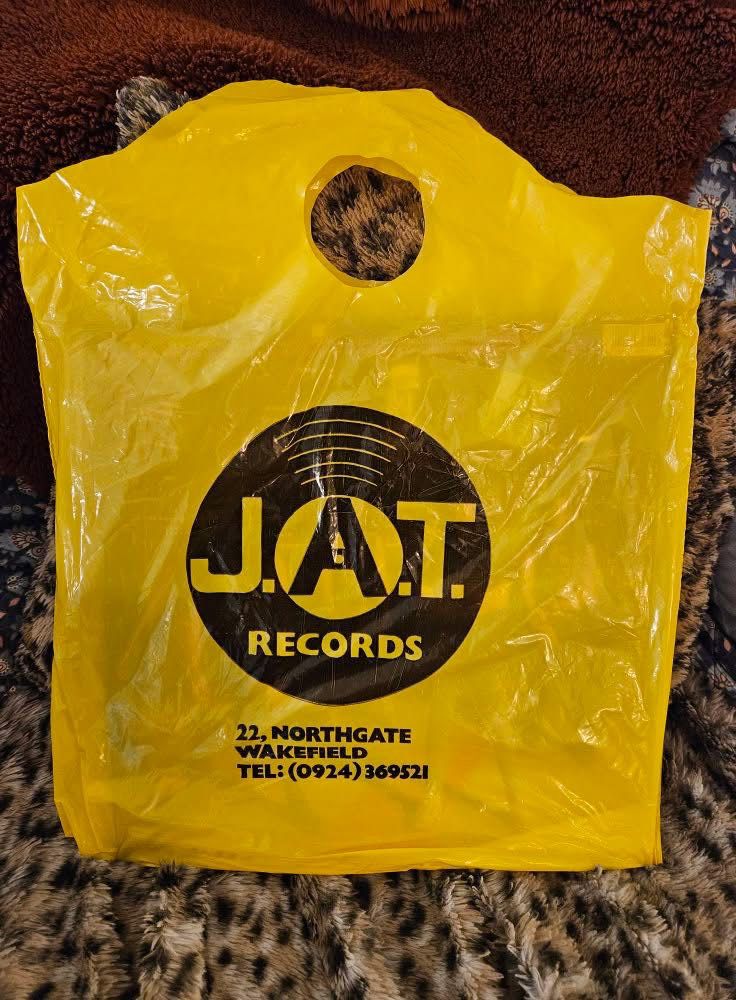 J.A.T.
RECORDS
22, NORTHGATE
WAKEFIELD
TEL: (0924) 369521